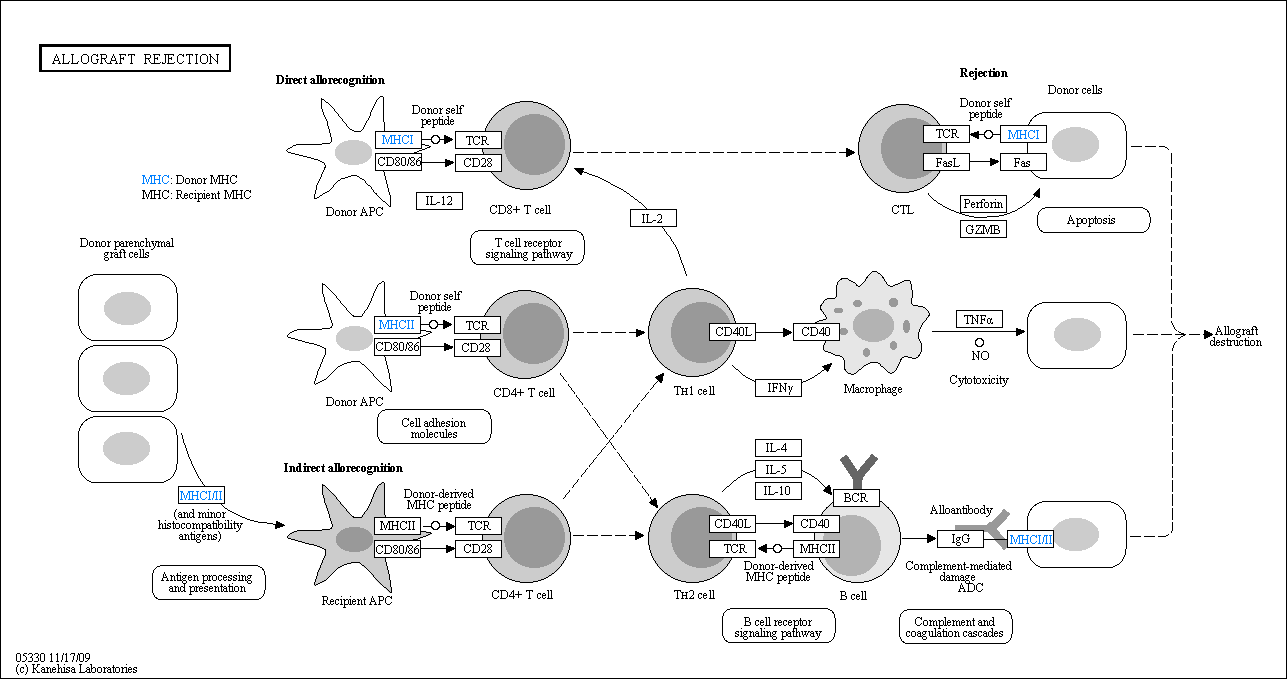 ALLOGRAFT REJECTION
Direct allorecognition
Rejection
Donor cells
Donor self
peptide
MHCI
TCR
CD80/86
CD28
Donor self
peptide
TCR
MHCI
FasL
Fas
MHC: Donor MHC
MHC: Recipient MHC
IL-12
Donor APC
CD8+ T cell
IL-2
CTL
Perforin
GZMB
Apoptosis
T cell receptor
signaling pathway
Donor parenchymal
graft cells
Donor self
peptide
MHCII
TCR
CD80/86
CD28
CD40L
CD40
TNFα
NO
Allograft
destruction
Donor APC
CD4+ T cell
TH1 cell
IFNγ
Macrophage
Cytotoxicity
Cell adhesion
molecules
Indirect allorecognition
IL-4
IL-5
IL-10
MHCI/II
(and minor
histocompatibility
antigens)
Donor-derived
MHC peptide
MHCII
TCR
CD80/86
CD28
BCR
CD40L
CD40
TCR
MHCII
Donor-derived
MHC peptide
Alloantibody
IgG
MHCI/II
Complement-mediated
damage
ADC
Antigen processing
and presentation
Recipient APC
CD4+ T cell
TH2 cell
B cell
B cell receptor
signaling pathway
Complement and
coagulation cascades
05330 11/17/09
(c) Kanehisa Laboratories